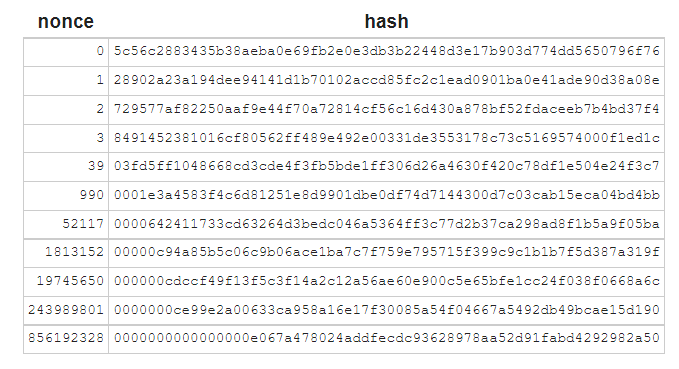 nonce hash
0 5c56c2883435b38aeba0e69fb2e0e3db3b22448d3e17b903d774dd5650796f76
1 28902a23a194dee94141d1b70102accd85fc2c1ead0901ba0e41ade90d38a08e
2 729577af82250aaf9e44f70a72814cf56c16d430a878bf52fdaceeb7b4bd37f4
3 8491452381016cf80562ff489e492e00331de3553178c73c5169574000f1ed1c
39 03fd5ff1048668cd3cde4f3fb5bde1ff306d26a4630f420c78df1e504e24f3c7
990 0001e3a4583f4c6d81251e8d9901dbe0df74d7144300d7c03cab15eca04bd4bb
52117 0000642411733cd63264d3bedc046a5364ff3c77d2b37ca298ad8f1b5a9f05ba
1813152 00000c94a85b5c06c9b06ace1ba7c7f759e795715f399c9c1b1b7f5d387a319f
19745650 000000cdccf49f13f5c3f14a2c12a56ae60e900c5e65bfe1cc24f038f0668a6c
243989801 0000000ce99e2a00633ca958a16e17f30085a54f04667a5492db49bcae15d190
856192328 0000000000000000e067a478024addfecdc93628978aa52d91fabd4292982a50